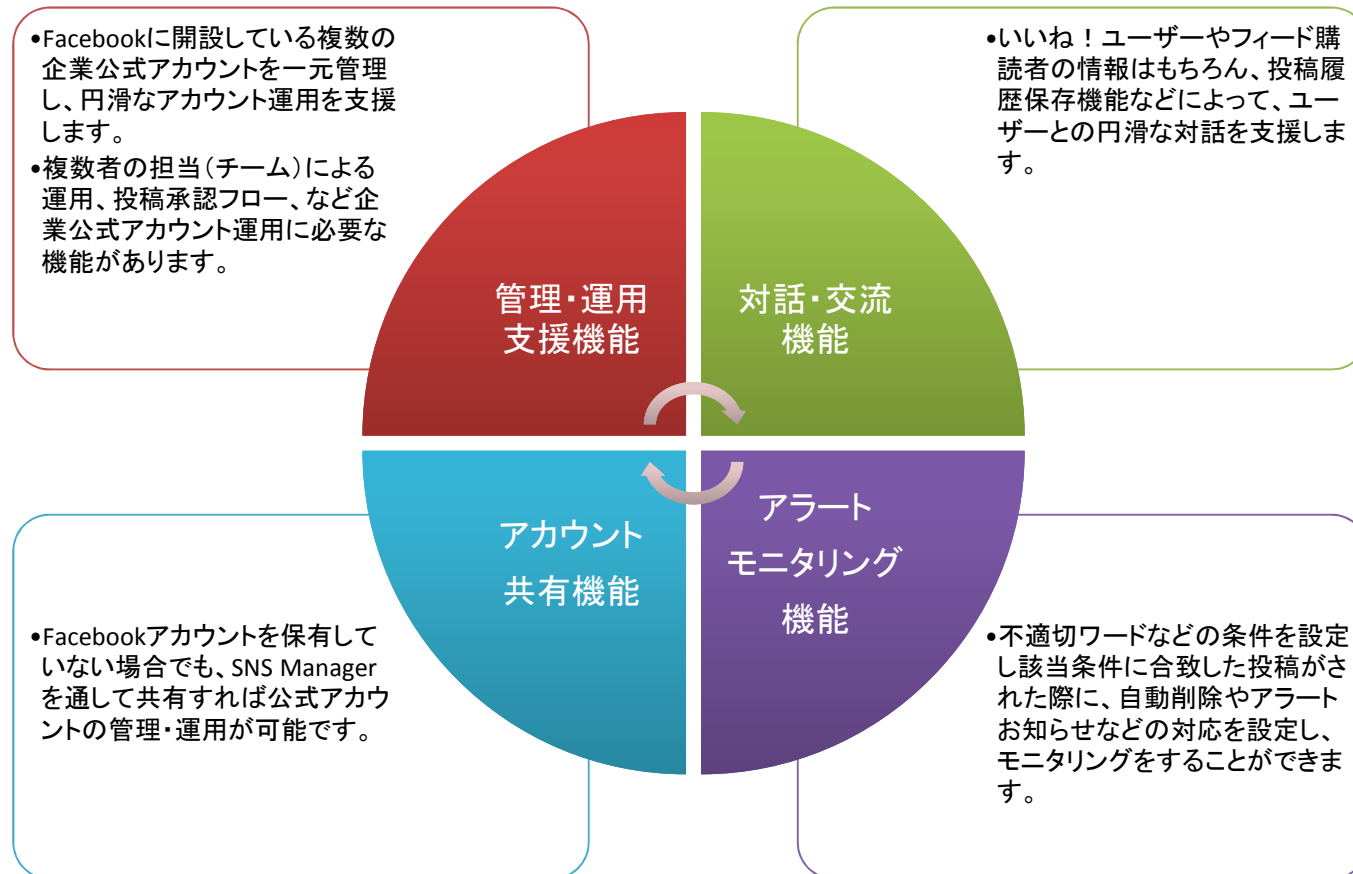 •Facebookに開設している複数の
企業公式アカウントを一元管理
し、円滑なアカウント運用を支援
します。
•複数者の担当(チーム)による
運用、投稿承認フロー、など企
業公式アカウント運用に必要な
機能があります。
•いいね！ユーザーやフィード購
読者の情報はもちろん、投稿履
歴保存機能などによって、ユー
ザーとの円滑な対話を支援しま
す。
管理・運用
支援機能
対話・交流
機能
アカウント
共有機能
アラート
モニタリング
機能
•Facebookアカウントを保有して
いない場合でも、SNS Manager
を通して共有すれば公式アカウ
ントの管理・運用が可能です。
•不適切ワードなどの条件を設定
し該当条件に合致した投稿がさ
れた際に、自動削除やアラート
お知らせなどの対応を設定し、
モニタリングをすることができま
す。